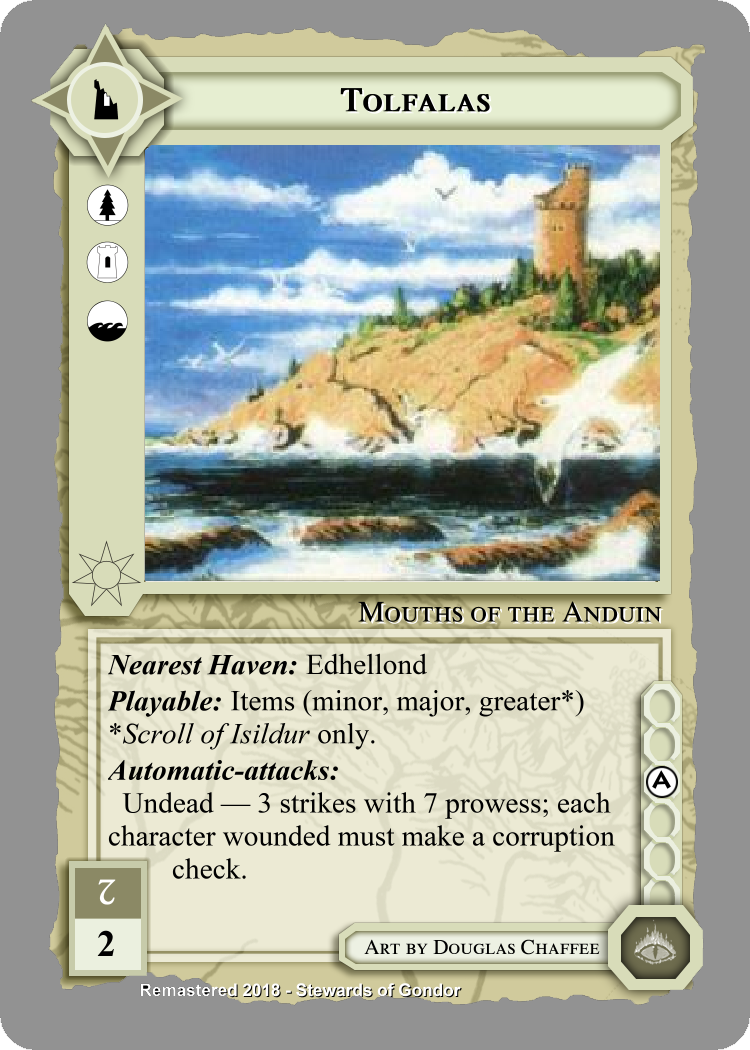 Tolfalas
Mouths of the Anduin
Nearest Haven: Edhellond
Playable: Items (minor, major, greater*)
*Scroll of Isildur only.
Automatic-attacks:
Undead — 3 strikes with 7 prowess; each
character wounded must make a corruption
check.
A
2
2
Art by Douglas Chaffee
Remastered 2018 - Stewards of Gondor